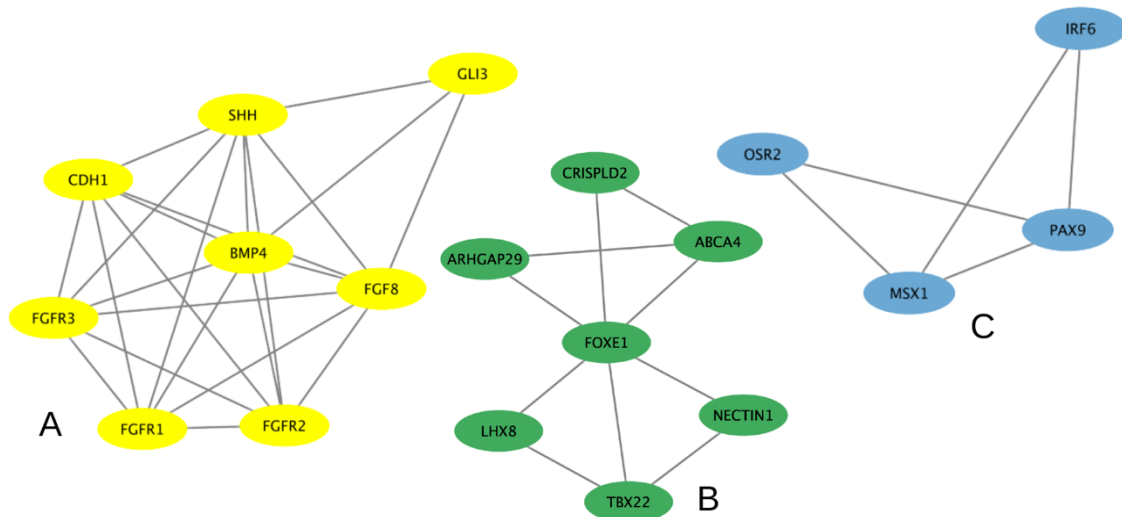 GLI3
SHH
CDH1
BMP4
FGF8
FGFR3
FGFR1
FGFR2
A
CRISPLD2
ABCA4
ARHGAP29
FOXE1
NECTIN1
LHX8
TBX22
B
IRF6
OSR2
PAX9
MSX1
C